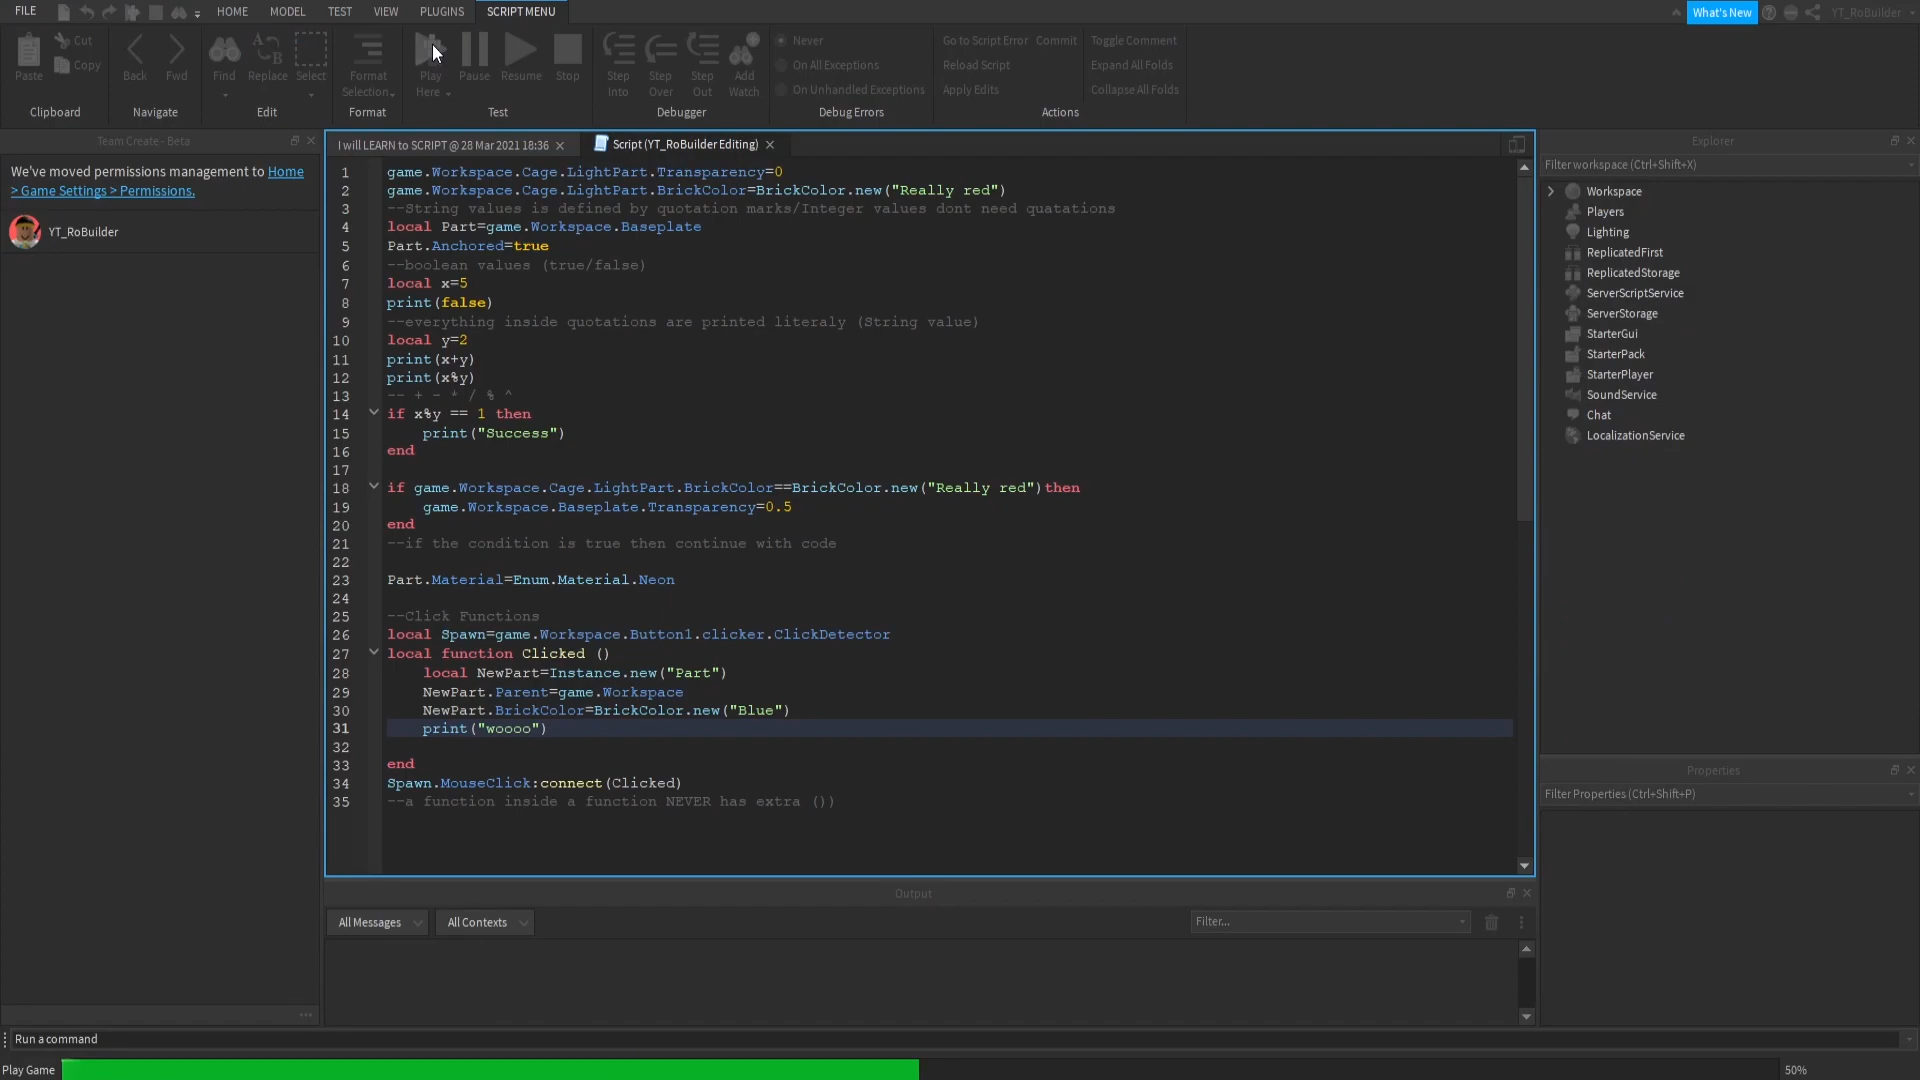 FILE HOME MODEL TEST VIEW PLUGINS SCRIPT MENU What's New YT_RoBuilder
Paste Cut Copy Back Fwd Find Replace Select Format Selection Play Here Pause Resume Stop Step Into Step Over Step Out Add Watch
Never
On All Exceptions
On Unhandled Exceptions
Go to Script Error Commit
Reload Script
Apply Edits
Toggle Comment
Expand All Folds
Collapse All Folds
Clipboard Navigate Edit Format Test Debugger Debug Errors Actions
Team Create - Beta
We've moved permissions management to Home
> Game Settings > Permissions.
YT_RoBuilder
I will LEARN to SCRIPT @ 28 Mar 2021 18:36 Script (YT_RoBuilder Editing)
1 game.Workspace.Cage.LightPart.Transparency=0
2 game.Workspace.Cage.LightPart.BrickColor=BrickColor.new("Really red")
3 --String values is defined by quotation marks/Integer values dont need quatations
4 local Part=game.Workspace.Baseplate
5 Part.Anchored=true
6 --boolean values (true/false)
7 local x=5
8 print(false)
9 --everything inside quotations are printed literaly (String value)
10 local y=2
11 print(x+y)
12 print(x%y)
13 -- + - * / % ^
14 if x%y == 1 then
15 print("Success")
16 end
17
18 if game.Workspace.Cage.LightPart.BrickColor==BrickColor.new("Really red")then
19 game.Workspace.Baseplate.Transparency=0.5
20 end
21 --if the condition is true then continue with code
22
23 Part.Material=Enum.Material.Neon
24
25 --Click Functions
26 local Spawn=game.Workspace.Button1.clicker.ClickDetector
27 local function Clicked ()
28 local NewPart=Instance.new("Part")
29 NewPart.Parent=game.Workspace
30 NewPart.BrickColor=BrickColor.new("Blue")
31 print("woooo")
32
33 end
34 Spawn.MouseClick:connect(Clicked)
35 --a function inside a function NEVER has extra ())
Output
All Messages All Contexts Filter...
Explorer
Filter workspace (Ctrl+Shift+X)
Workspace
Players
Lighting
ReplicatedFirst
ReplicatedStorage
ServerScriptService
ServerStorage
StarterGui
StarterPack
StarterPlayer
SoundService
Chat
LocalizationService
Properties
Filter Properties (Ctrl+Shift+P)
Run a command
Play Game 50%